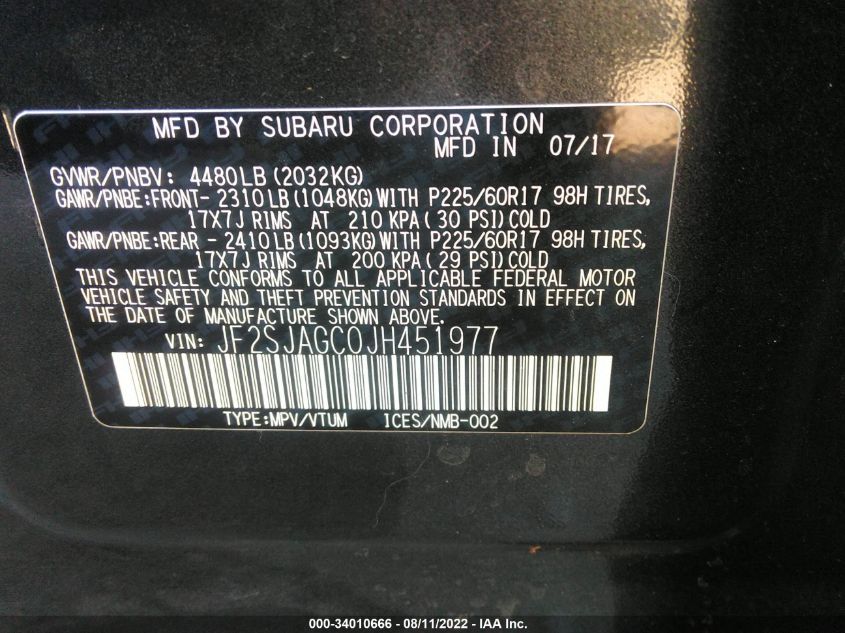 MFD BY SUBARU CORPORATION
MFD IN 07/17
GVWR/PNBV: 4480LB (2032KG)
GAWR/PNBE:FRONT- 2310 LB (1048KG) WITH P225/60R17 98H TIRES,
17X7J RIMS AT 210 KPA ( 30 PSI) COLD
GAWR/PNBE:REAR - 2410 LB (1093KG) WITH P225/60R17 98H TIRES,
17X7J RIMS AT 200 KPA ( 29 PSI) COLD
THIS VEHICLE CONFORMS TO ALL APPLICABLE FEDERAL MOTOR
VEHICLE SAFETY AND THEFT PREVENTION STANDARDS IN EFFECT ON
THE DATE OF MANUFACTURE SHOWN ABOVE.
VIN: JF2SJAGC0JH451977
TYPE:MPV/VTUM ICES/NMB-002
000-34010666 - 08/11/2022 - IAA Inc.